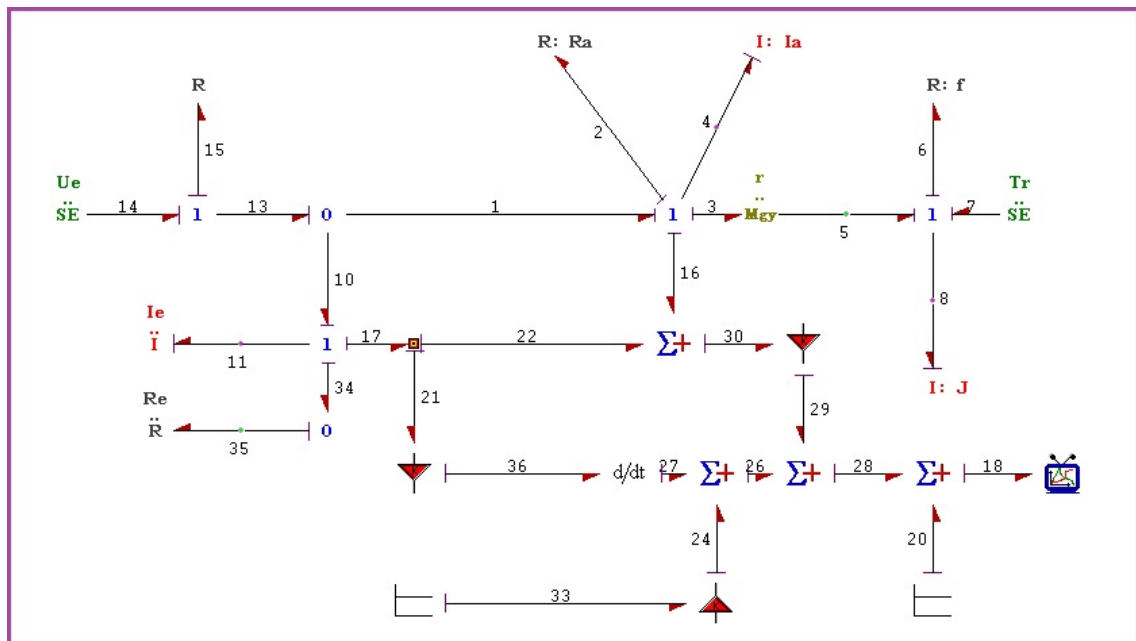 R: Ra
I: Ia
R
R: f
15
2
4
6
Ue
r
Tr
SE
14
1
13
0
1
1
3
Mgy
5
1
7
SE
10
16
8
Ie
I
11
1
17
22
Σ+
30
Re
34
21
29
I: J
R
35
0
36
d/dt
27
Σ+
26
Σ+
28
Σ+
18
24
20
33